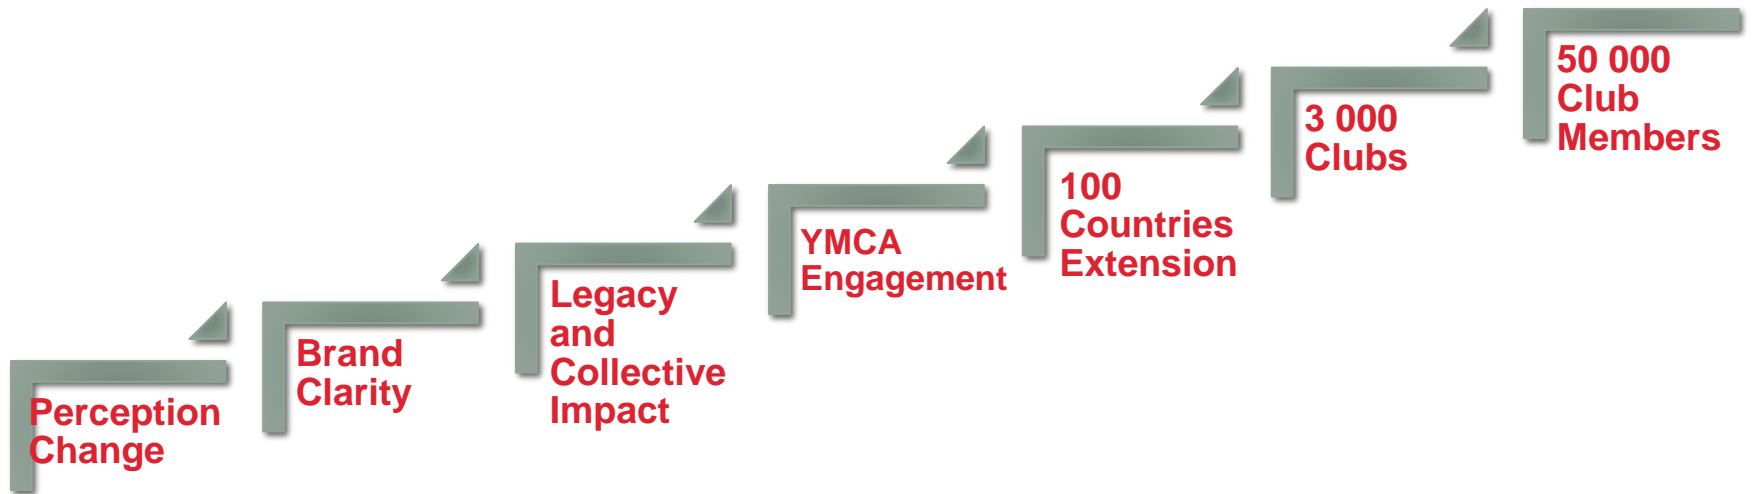 Perception
Change
Brand
Clarity
Legacy
and
Collective
Impact
YMCA
Engagement
100
Countries
Extension
3 000
Clubs
50 000
Club
Members